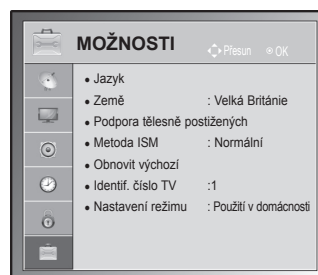 MOŽNOSTI Přesun OK
• Jazyk
• Země : Velká Británie
• Podpora tělesně postižených
• Metoda ISM : Normální
• Obnovit výchozí
• Identif. číslo TV :1
• Nastavení režimu : Použití v domácnosti